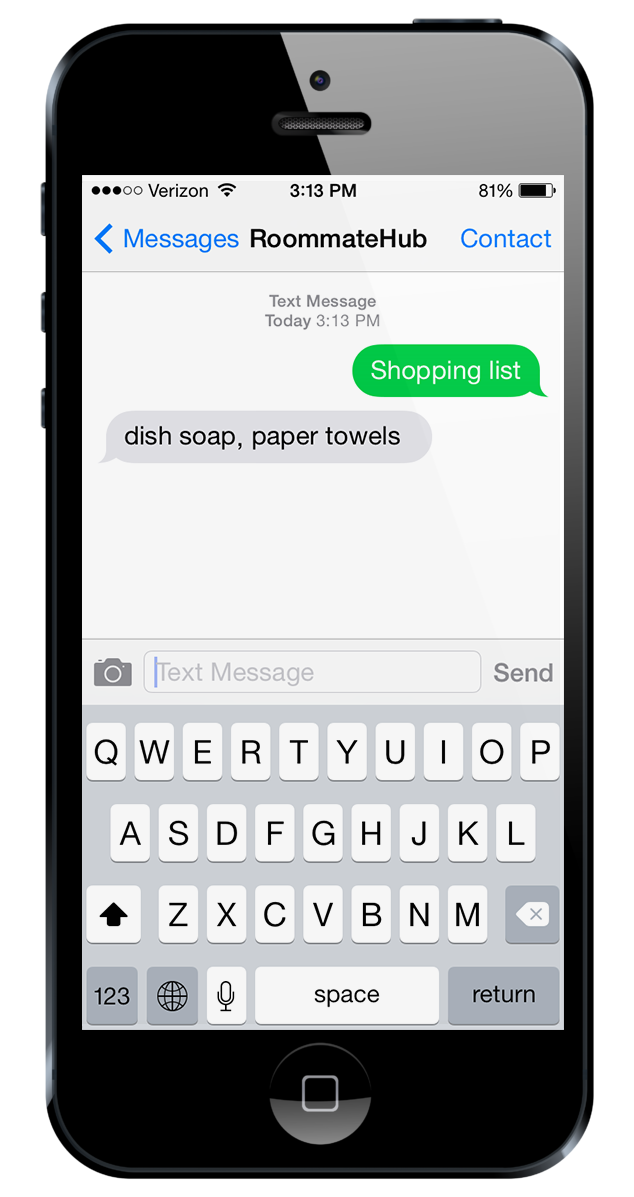 ●●●○○ Verizon 3:13 PM 81%
Messages RoommateHub Contact
Text Message
Today 3:13 PM
Shopping list
dish soap, paper towels
Text Message Send
Q W E R T Y U I O P
A S D F G H J K L
Z X C V B N M
123 space return